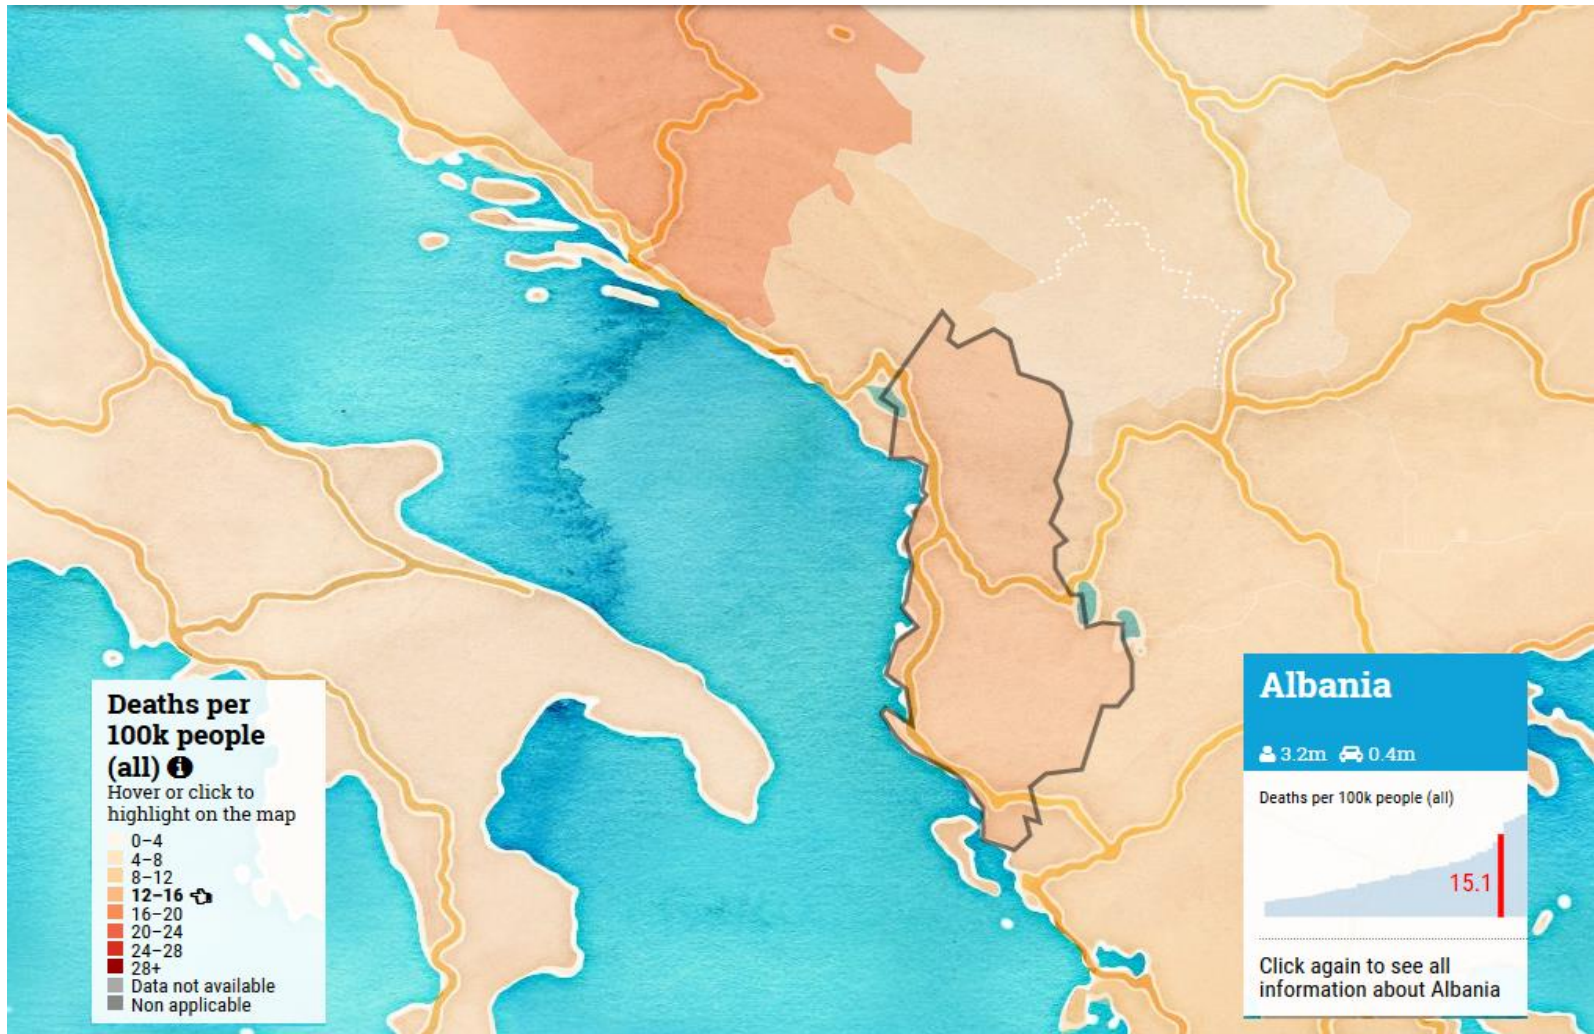 Deaths per
100k people
(all)
Hover or click to
highlight on the map
0–4
4–8
8–12
12–16
16–20
20–24
24–28
28+
Data not available
Non applicable
Albania
3.2m 0.4m
Deaths per 100k people (all)
15.1
Click again to see all
information about Albania